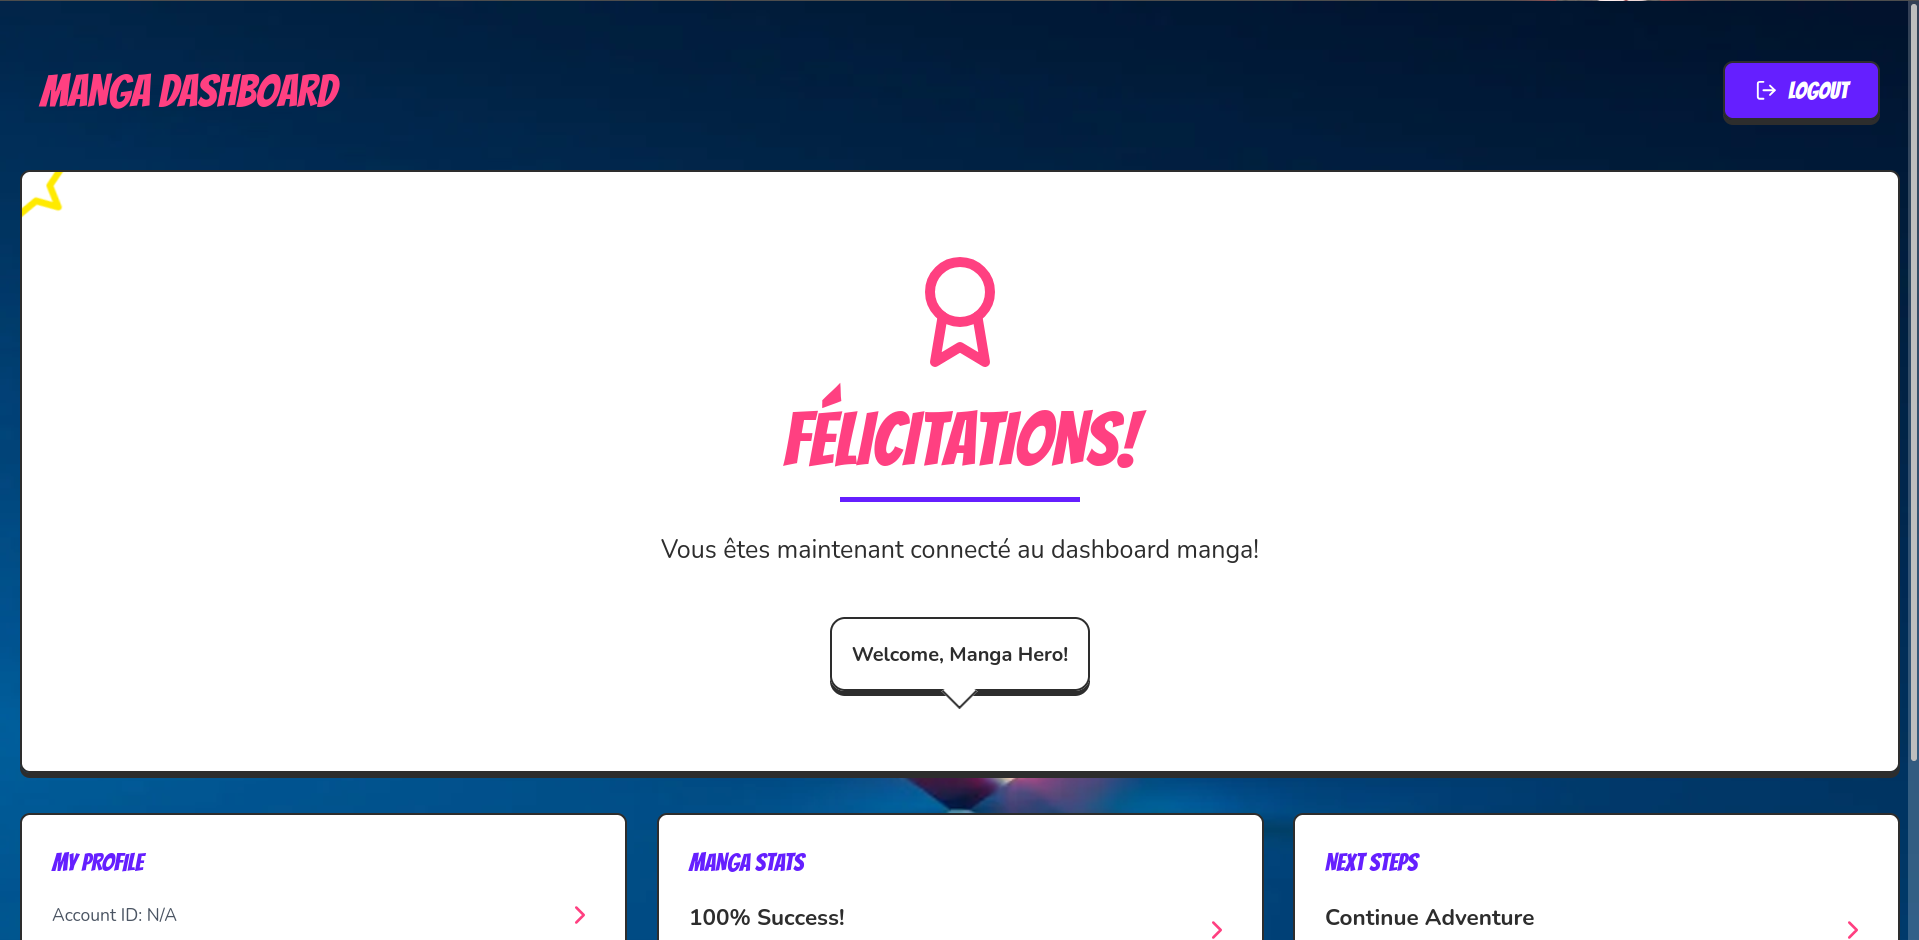 MANGA DASHBOARD
LOGOUT
FÉLICITATIONS!
Vous êtes maintenant connecté au dashboard manga!
Welcome, Manga Hero!
MY PROFILE
Account ID: N/A
MANGA STATS
100% Success!
NEXT STEPS
Continue Adventure